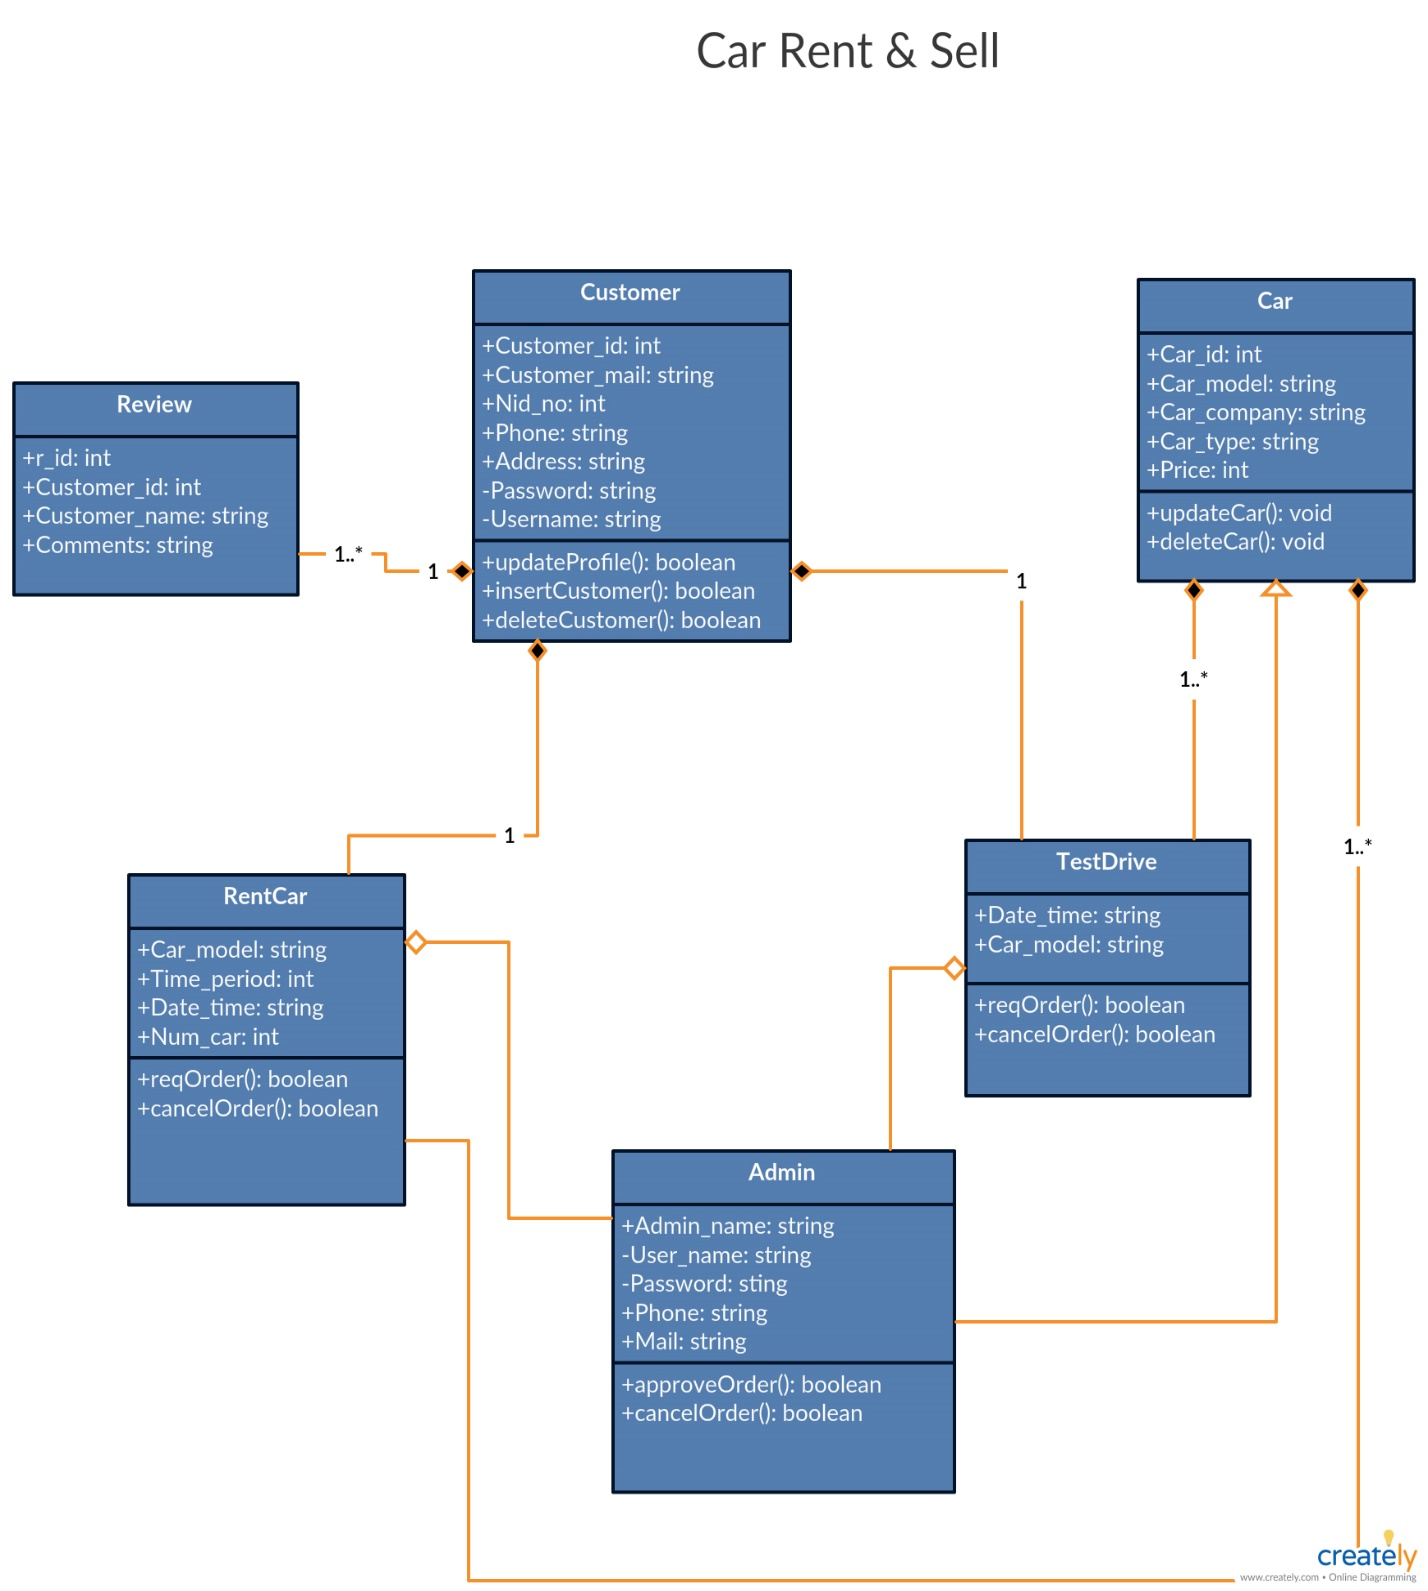 Car Rent & Sell
Customer
+Customer_id: int
+Customer_mail: string
+Nid_no: int
+Phone: string
+Address: string
-Password: string
-Username: string
+updateProfile(): boolean
+insertCustomer(): boolean
+deleteCustomer(): boolean
Car
+Car_id: int
+Car_model: string
+Car_company: string
+Car_type: string
+Price: int
+updateCar(): void
+deleteCar(): void
Review
+r_id: int
+Customer_id: int
+Customer_name: string
+Comments: string
1..*
1
1
1..*
1
1..*
RentCar
+Car_model: string
+Time_period: int
+Date_time: string
+Num_car: int
+reqOrder(): boolean
+cancelOrder(): boolean
TestDrive
+Date_time: string
+Car_model: string
+reqOrder(): boolean
+cancelOrder(): boolean
Admin
+Admin_name: string
-User_name: string
-Password: sting
+Phone: string
+Mail: string
+approveOrder(): boolean
+cancelOrder(): boolean
creately
www.creately.com • Online Diagramming